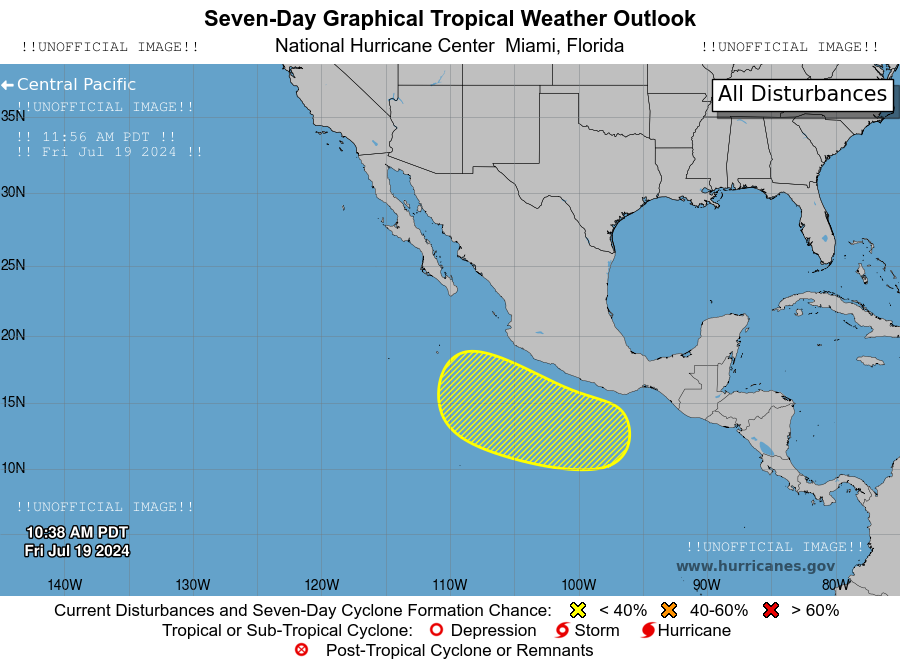 Seven-Day Graphical Tropical Weather Outlook
!!UNOFFICIAL IMAGE!! National Hurricane Center Miami, Florida !!UNOFFICIAL IMAGE!!
Central Pacific
All Disturbances
!!UNOFFICIAL IMAGE!!
35N
!! 11:56 AM PDT !!
!! Fri Jul 19 2024 !!
30N
25N
20N
15N
10N
!!UNOFFICIAL IMAGE!!
10:38 AM PDT
Fri Jul 19 2024
!!UNOFFICIAL IMAGE!!
www.hurricanes.gov
140W 130W 120W 110W 100W 90W 80W
Current Disturbances and Seven-Day Cyclone Formation Chance: < 40% 40-60% > 60%
Tropical or Sub-Tropical Cyclone: Depression Storm Hurricane
Post-Tropical Cyclone or Remnants